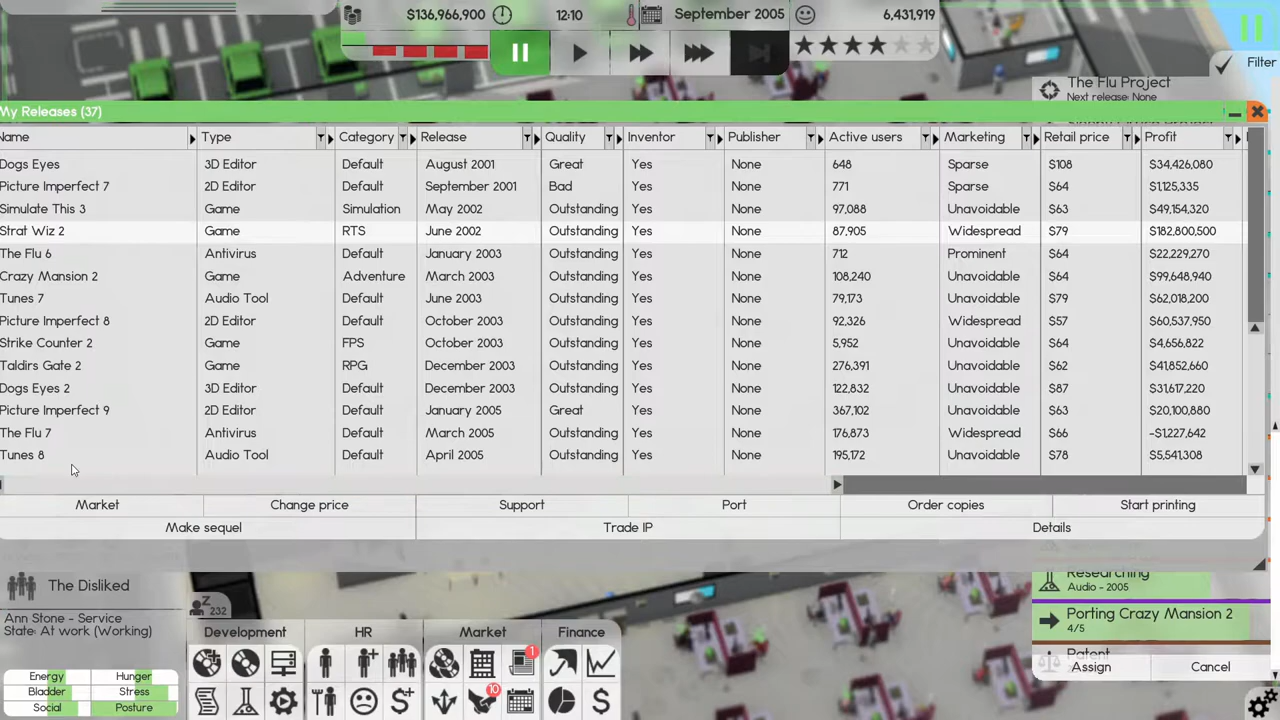 $136,966,900 12:10 September 2005 6,431,919
Filter
The Flu Project
Next release: None
My Releases (37)
Name Type Category Release Quality Inventor Publisher Active users Marketing Retail price Profit
Dogs Eyes 3D Editor Default August 2001 Great Yes None 648 Sparse $108 $34,426,080
Picture Imperfect 7 2D Editor Default September 2001 Bad Yes None 771 Sparse $64 $1,125,335
Simulate This 3 Game Simulation May 2002 Outstanding Yes None 97,088 Unavoidable $63 $49,154,320
Strat Wiz 2 Game RTS June 2002 Outstanding Yes None 87,905 Widespread $79 $182,800,500
The Flu 6 Antivirus Default January 2003 Outstanding Yes None 712 Prominent $64 $22,229,270
Crazy Mansion 2 Game Adventure March 2003 Outstanding Yes None 108,240 Unavoidable $64 $99,648,940
Tunes 7 Audio Tool Default June 2003 Outstanding Yes None 79,173 Unavoidable $79 $62,018,200
Picture Imperfect 8 2D Editor Default October 2003 Outstanding Yes None 92,326 Widespread $57 $60,537,950
Strike Counter 2 Game FPS October 2003 Outstanding Yes None 5,952 Unavoidable $64 $4,656,822
Taldirs Gate 2 Game RPG December 2003 Outstanding Yes None 276,391 Unavoidable $62 $41,852,660
Dogs Eyes 2 3D Editor Default December 2003 Outstanding Yes None 122,832 Unavoidable $87 $31,617,220
Picture Imperfect 9 2D Editor Default January 2005 Great Yes None 367,102 Unavoidable $63 $20,100,880
The Flu 7 Antivirus Default March 2005 Outstanding Yes None 176,873 Widespread $66 -$1,227,642
Tunes 8 Audio Tool Default April 2005 Outstanding Yes None 195,172 Unavoidable $78 $5,541,308
Market Change price Support Port Order copies Start printing
Make sequel Trade IP Details
The Disliked
Ann Stone - Service
State: At work (Working)
Energy Hunger
Bladder Stress
Social Posture
Z 232
Development HR Market Finance
1
10
Researching
Audio - 2005
Porting Crazy Mansion 2
4/5
Patent
Assign Cancel